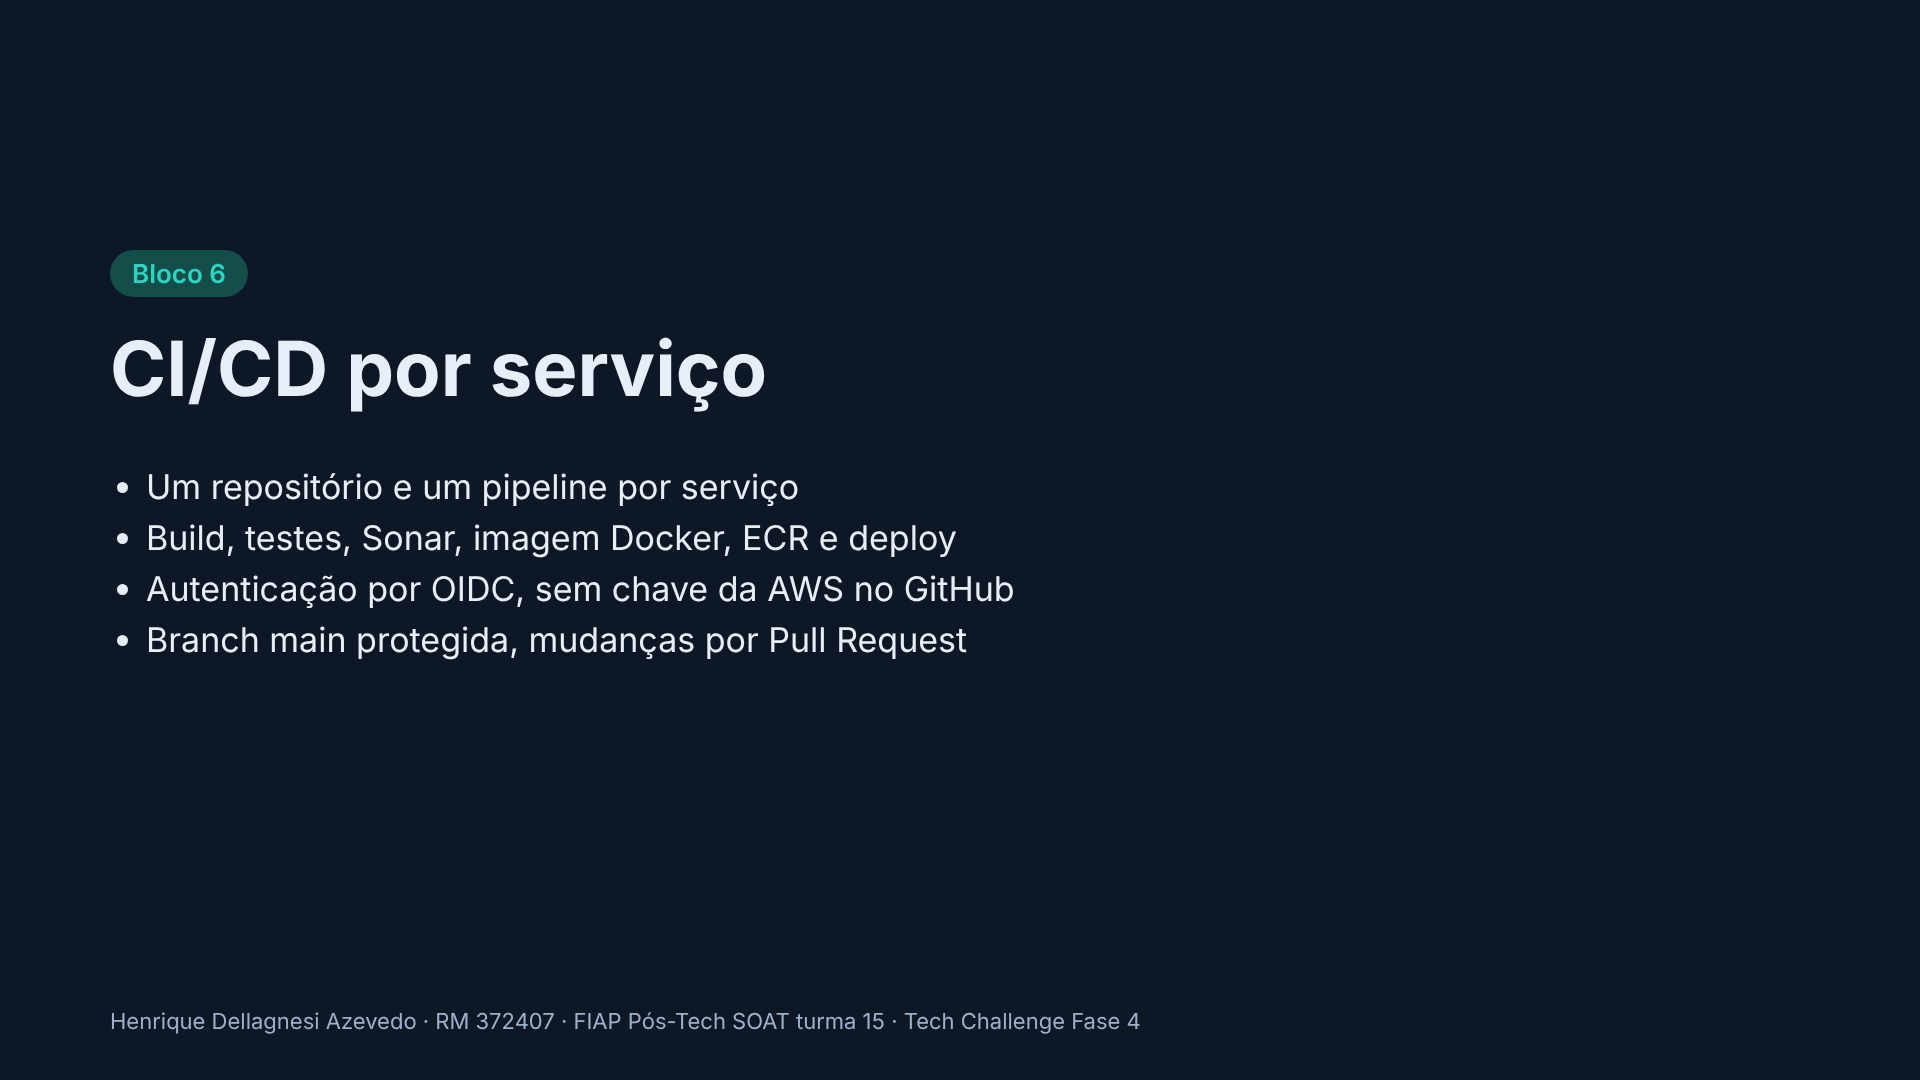 Bloco 6
CI/CD por serviço
• Um repositório e um pipeline por serviço
• Build, testes, Sonar, imagem Docker, ECR e deploy
• Autenticação por OIDC, sem chave da AWS no GitHub
• Branch main protegida, mudanças por Pull Request
Henrique Dellagnesi Azevedo · RM 372407 · FIAP Pós-Tech SOAT turma 15 · Tech Challenge Fase 4